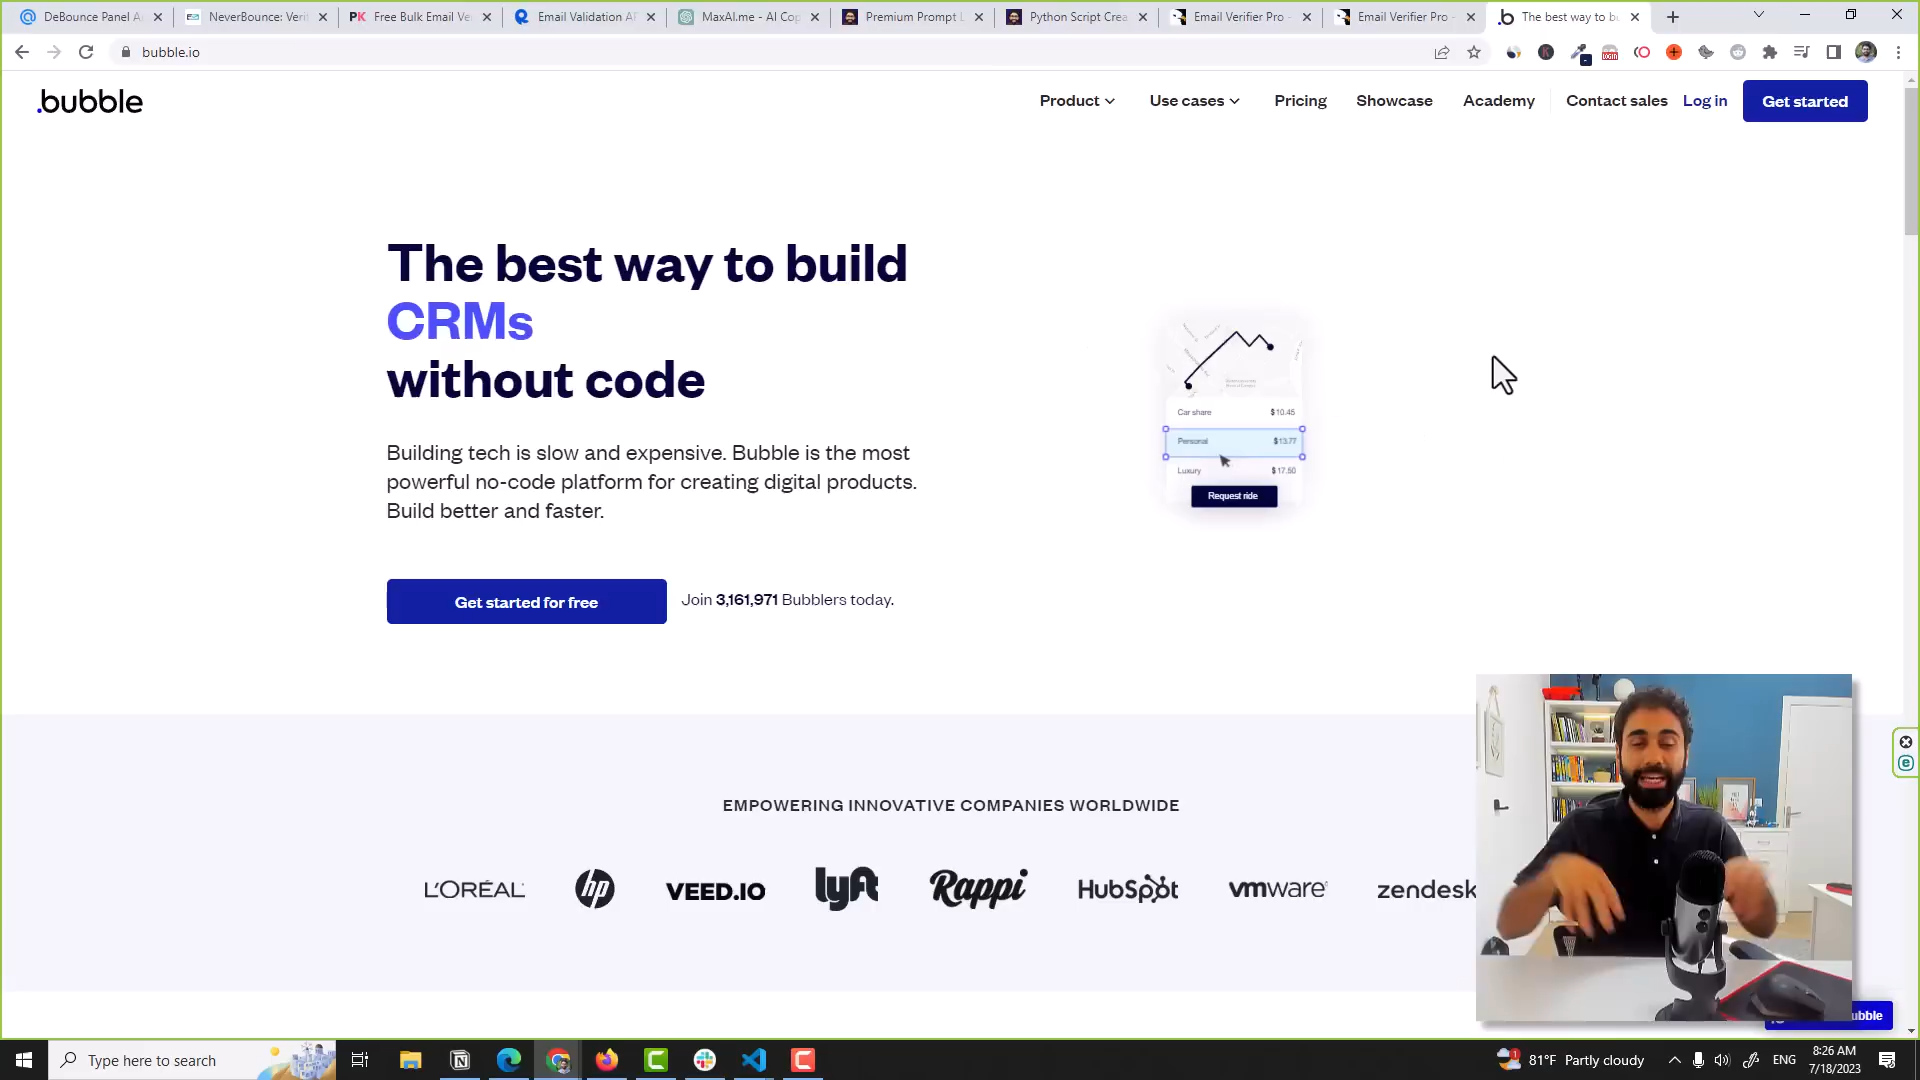 DeBounce Panel A
NeverBounce: Veri
PK Free Bulk Email Ve
Email Validation AP
MaxAI.me - AI Cop
Premium Prompt L
Python Script Crea
Email Verifier Pro -
Email Verifier Pro -
The best way to bu
bubble.io
.bubble
Product
Use cases
Pricing
Showcase
Academy
Contact sales
Log in
Get started
The best way to build
CRMs
without code
Building tech is slow and expensive. Bubble is the most
powerful no-code platform for creating digital products.
Build better and faster.
Get started for free
Join 3,161,971 Bubblers today.
Car share $10.45
Personal $13.77
Luxury $17.50
Request ride
EMPOWERING INNOVATIVE COMPANIES WORLDWIDE
L'ORÉAL
hp
VEED.IO
lyft
Rappi
HubSpot
vmware
zendesk
ubble
Type here to search
81°F Partly cloudy
ENG
8:26 AM
7/18/2023